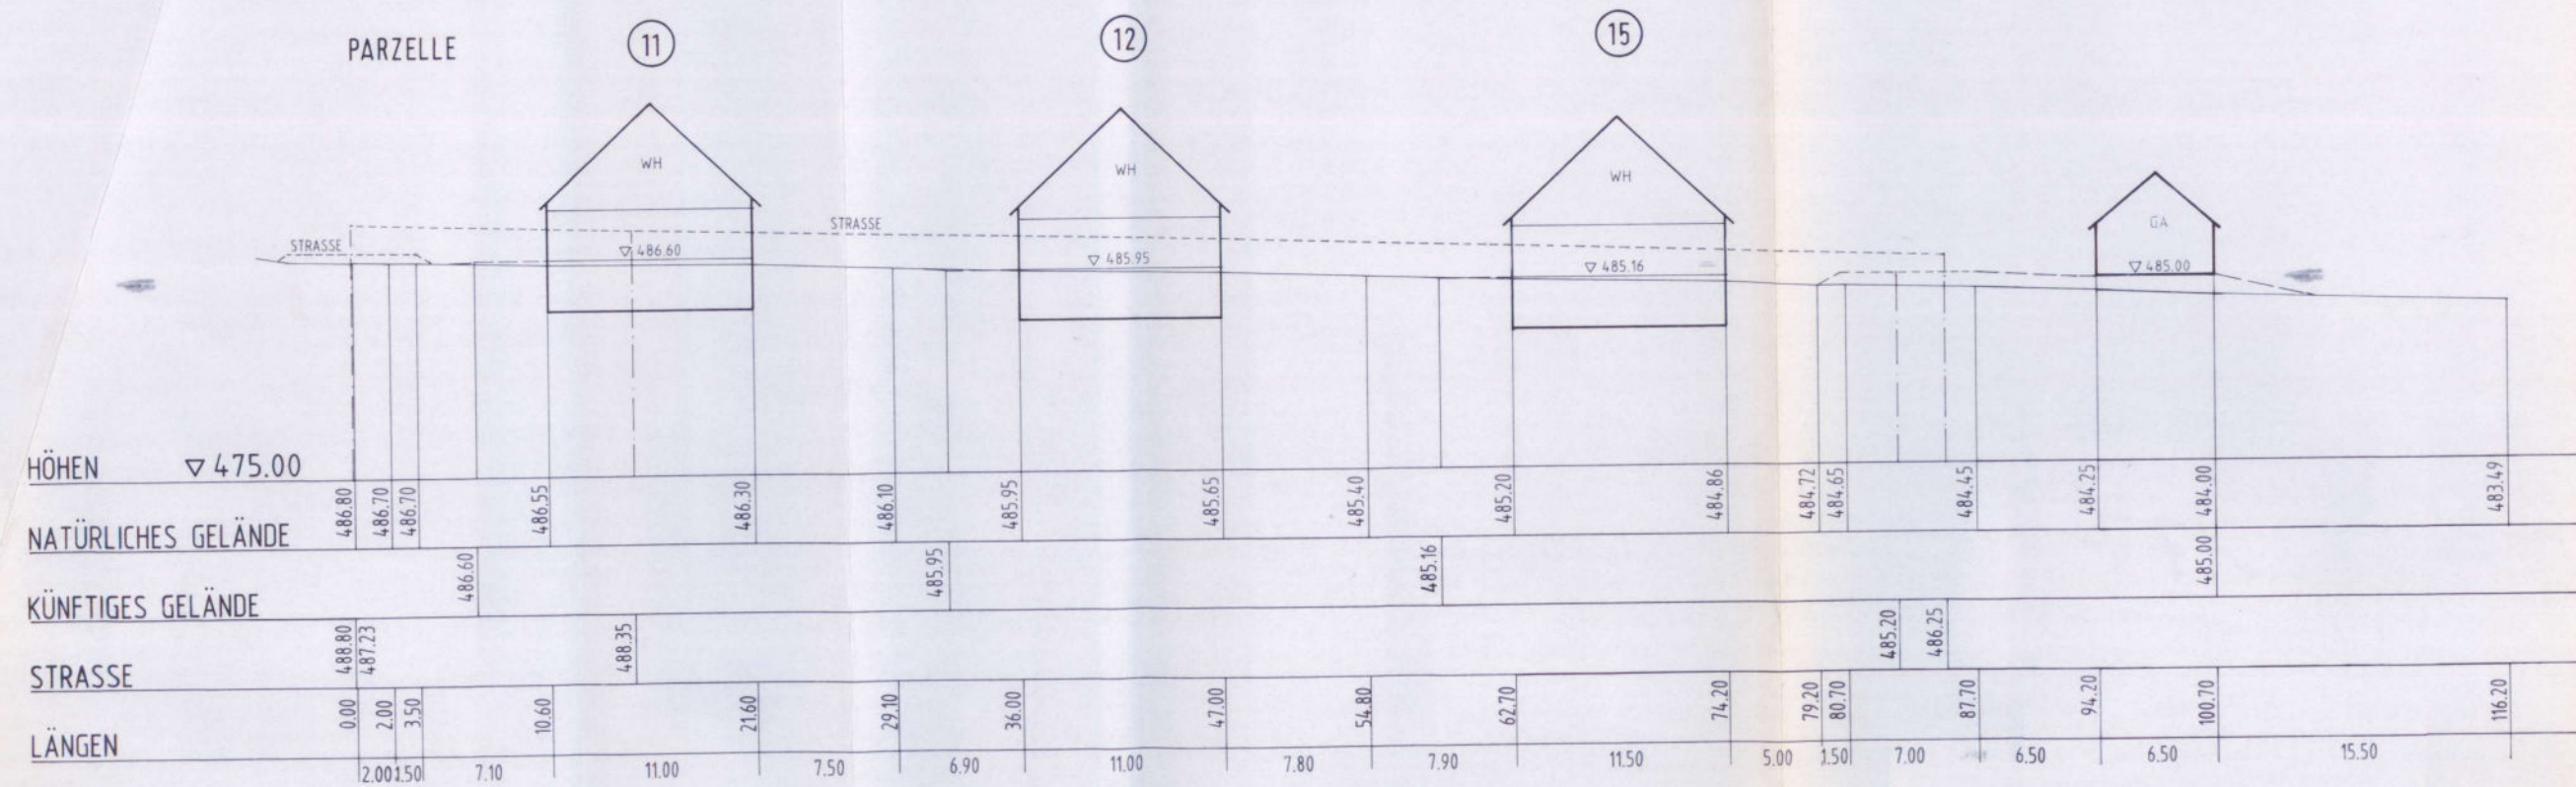 PARZELLE 11 12 15
WH WH WH GA
STRASSE STRASSE
486.60 485.95 485.16 485.00
HÖHEN ▽ 475.00
NATÜRLICHES GELÄNDE 486.80 486.70 486.70 486.55 486.30 486.10 485.95 485.65 485.40 485.20 484.86 484.72 484.65 484.45 484.25 484.00 483.49
KÜNFTIGES GELÄNDE 486.60 485.95 485.16 485.00
STRASSE 488.80 487.23 488.35 485.20 486.25
LÄNGEN 0.00 2.00 3.50 10.60 21.60 29.10 36.00 47.00 54.80 62.70 74.20 79.20 80.70 87.70 94.20 100.70 116.20
2.00 1.50 7.10 11.00 7.50 6.90 11.00 7.80 7.90 11.50 5.00 1.50 7.00 6.50 6.50 15.50